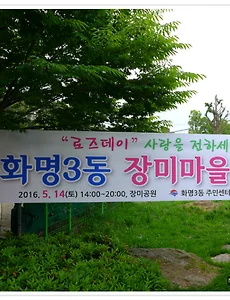 "로즈데이" 사랑을 전하세
화명3동 장미마을
2016. 5. 14(토) 14:00~20:00, 장미공원 화명3동 주민센터